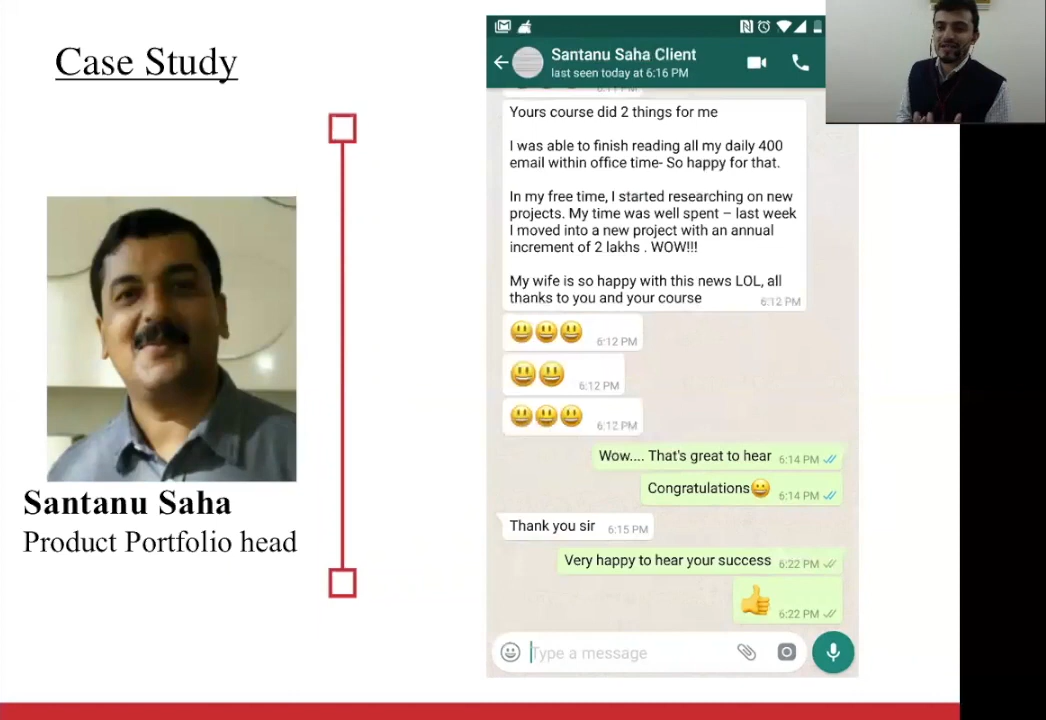 Case Study
Santanu Saha
Product Portfolio head
Santanu Saha Client
last seen today at 6:16 PM
Yours course did 2 things for me
I was able to finish reading all my daily 400
email within office time- So happy for that.
In my free time, I started researching on new
projects. My time was well spent – last week
I moved into a new project with an annual
increment of 2 lakhs . WOW!!!
My wife is so happy with this news LOL, all
thanks to you and your course
6:12 PM
😃😃😃 6:12 PM
😃😃 6:12 PM
😃😃😃 6:12 PM
Wow.... That's great to hear 6:14 PM
Congratulations😀 6:14 PM
Thank you sir 6:15 PM
Very happy to hear your success 6:22 PM
👍 6:22 PM
Type a message